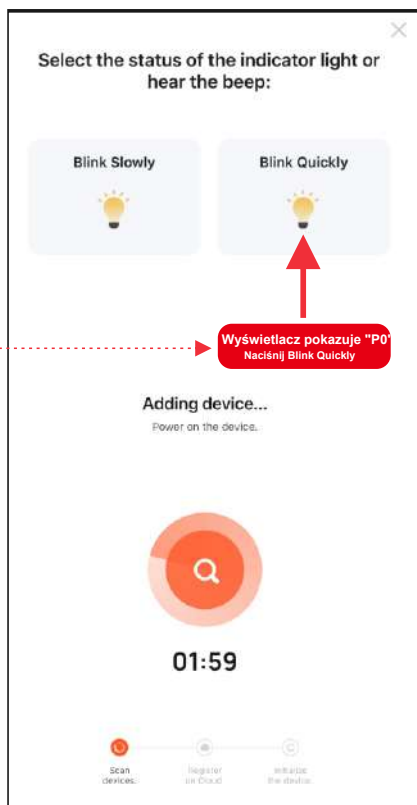 Select the status of the indicator light or
hear the beep:
Blink Slowly
Blink Quickly
Wyświetlacz pokazuje "P0"
Naciśnij Blink Quickly
Adding device...
Power on the device.
01:59
Scan
devices.
Register
on Cloud
Initialize
the device.